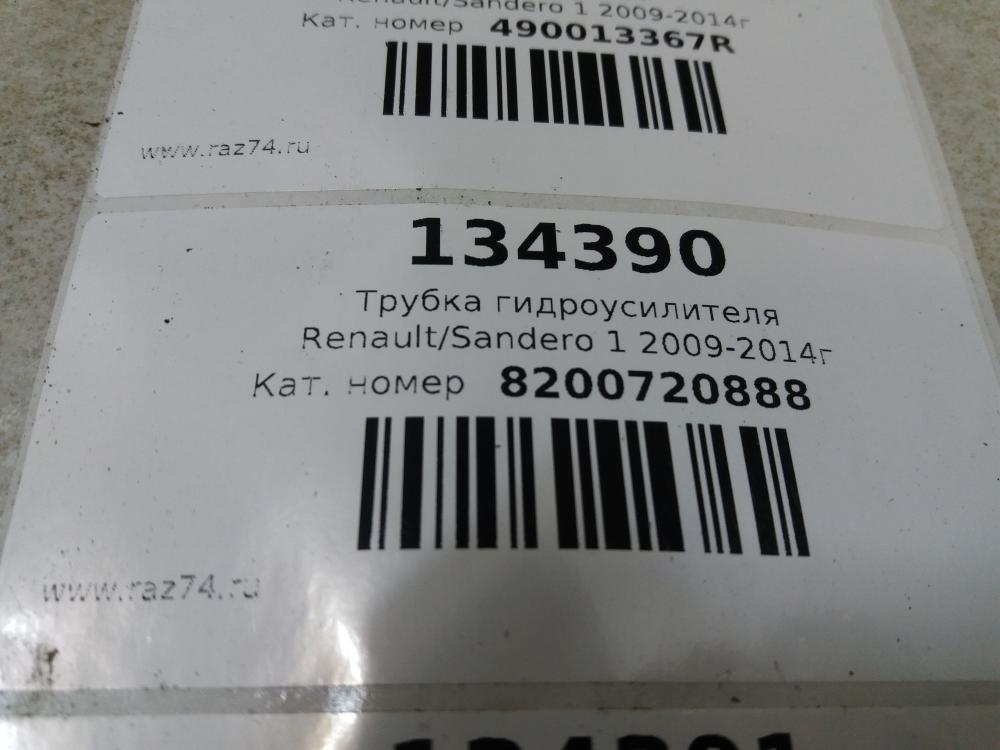 Renault/Sandero 1 2009-2014г
Кат. номер 490013367R
www.raz74.ru
134390
Трубка гидроусилителя
Renault/Sandero 1 2009-2014г
Кат. номер 8200720888
www.raz74.ru
134391